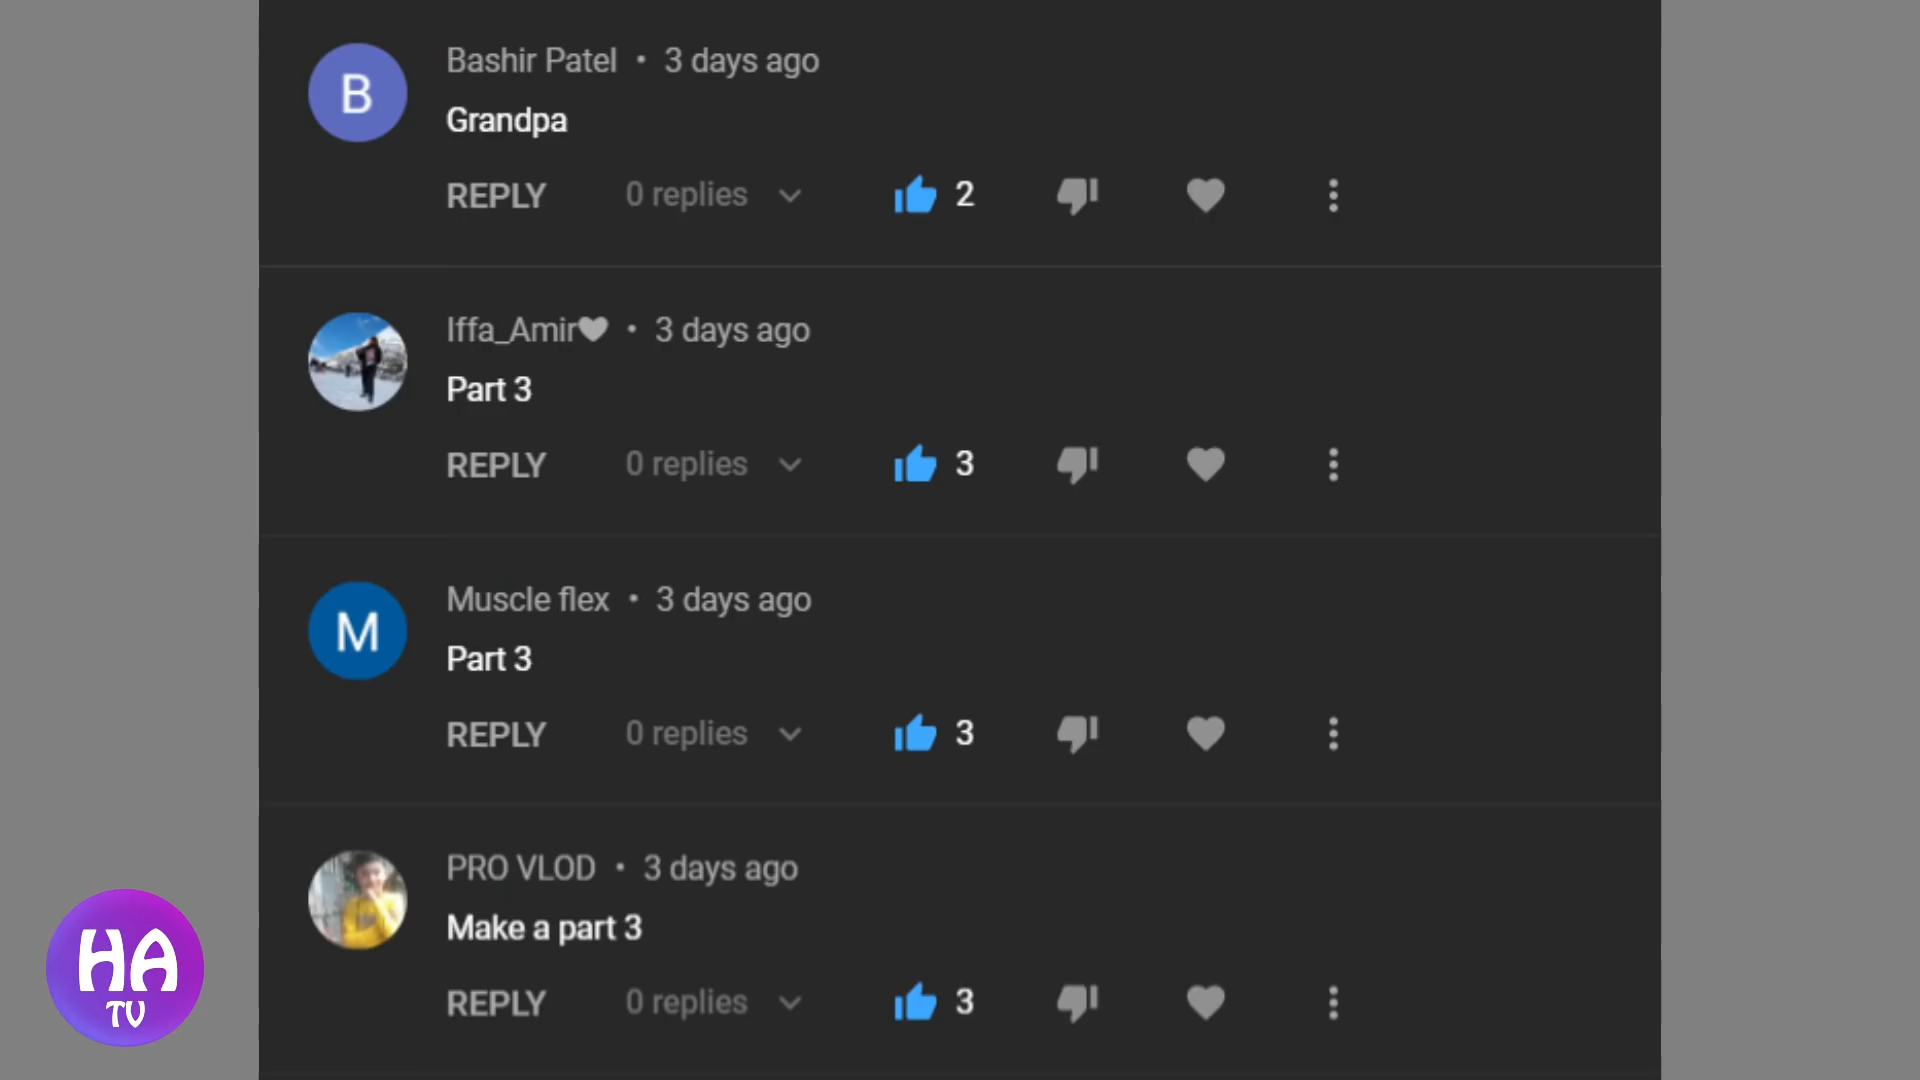 B
Bashir Patel • 3 days ago
Grandpa
REPLY 0 replies 2
Iffa_Amir🖤 • 3 days ago
Part 3
REPLY 0 replies 3
M
Muscle flex • 3 days ago
Part 3
REPLY 0 replies 3
PRO VLOD • 3 days ago
Make a part 3
REPLY 0 replies 3
HA
TV